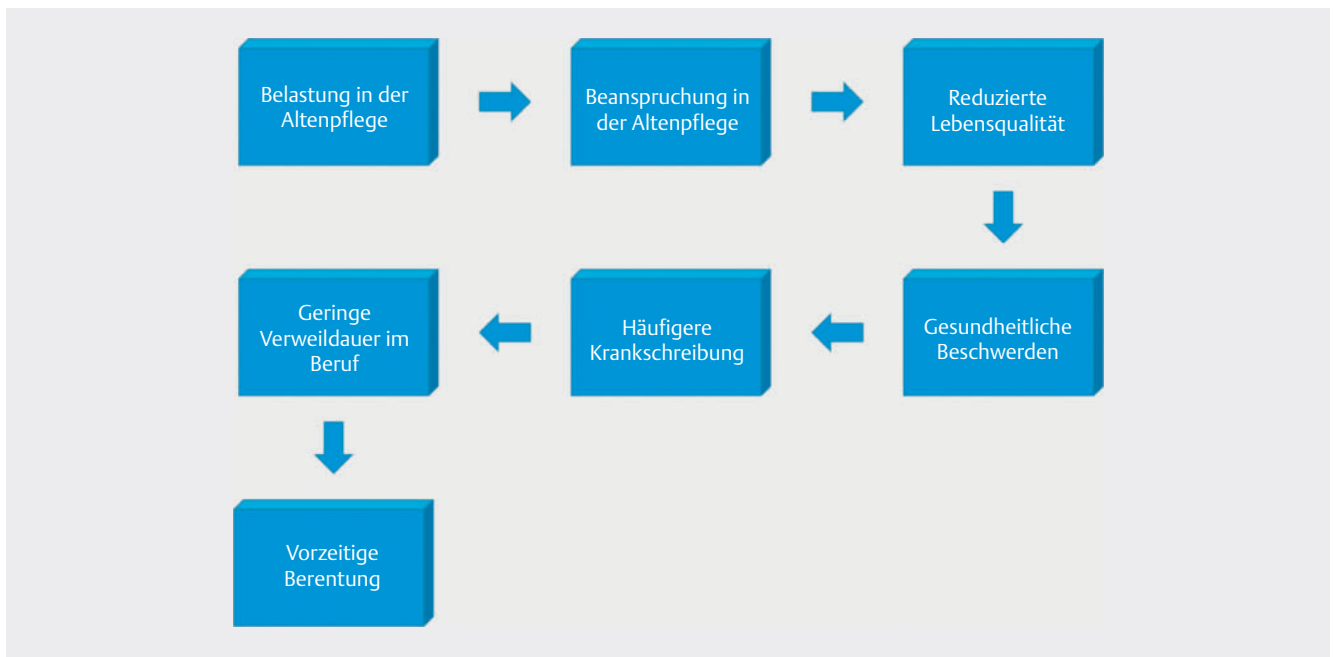 Belastung in der
Altenpflege
Beanspruchung in
der Altenpflege
Reduzierte
Lebensqualität
Gesundheitliche
Beschwerden
Häufigere
Krankschreibung
Geringe
Verweildauer im
Beruf
Vorzeitige
Berentung